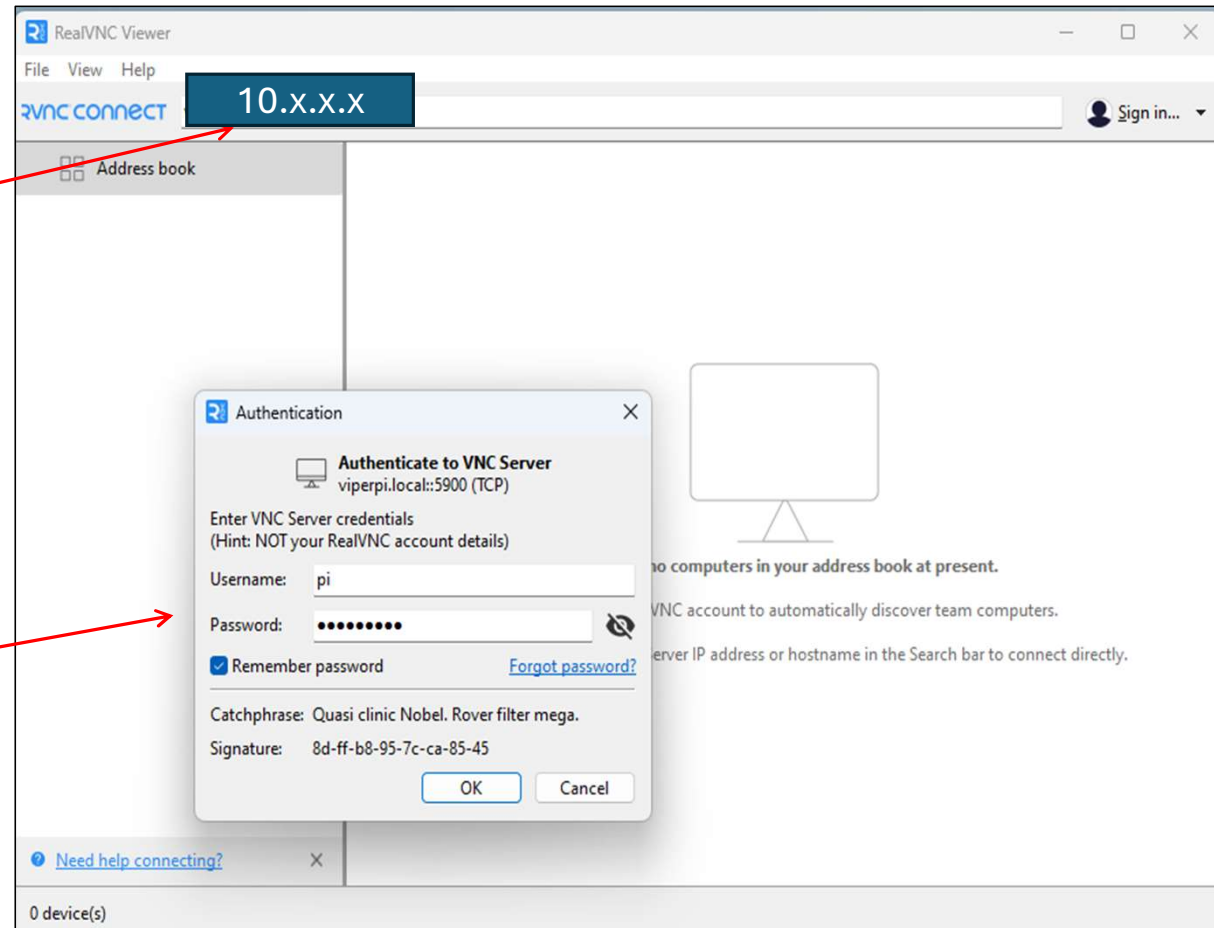 RealVNC Viewer
File View Help
RVNC CONNECT
10.x.x.x
Sign in...
Address book
Authentication
Authenticate to VNC Server
viperpi.local::5900 (TCP)
Enter VNC Server credentials
(Hint: NOT your RealVNC account details)
Username: pi
Password: •••••••••
Remember password Forgot password?
Catchphrase: Quasi clinic Nobel. Rover filter mega.
Signature: 8d-ff-b8-95-7c-ca-85-45
OK Cancel
no computers in your address book at present.
VNC account to automatically discover team computers.
server IP address or hostname in the Search bar to connect directly.
Need help connecting?
0 device(s)